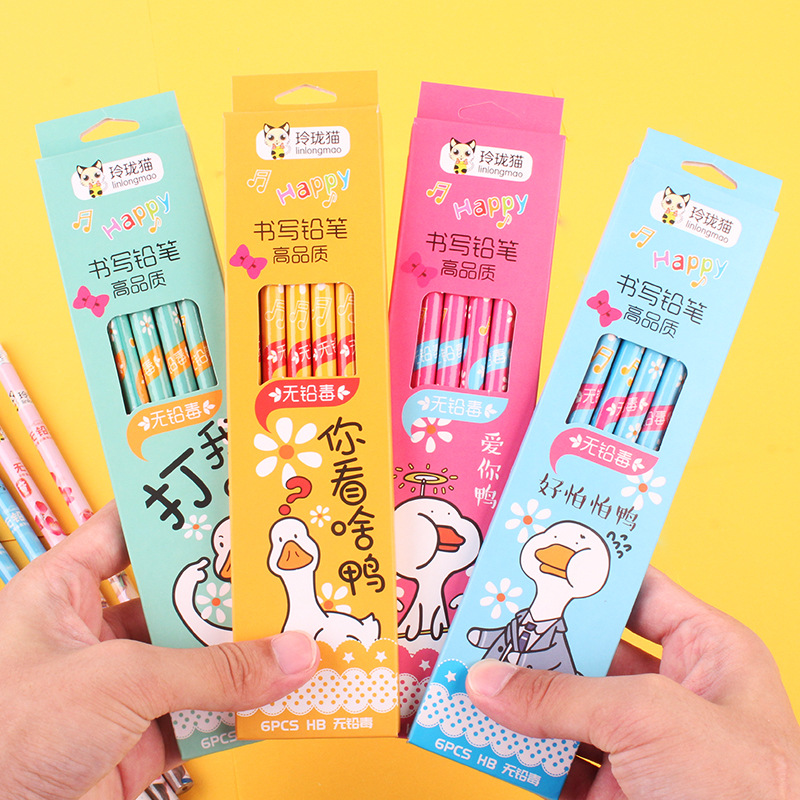 玲珑猫
linlongmao
Happy
书写铅笔
高品质
无铅毒
打我
6PCS HB
玲珑猫
linlongmao
Happy
书写铅笔
高品质
无铅毒
你看啥鸭
?
6PCS HB 无铅毒
玲珑猫
linlongmao
Happy
书写铅笔
高品质
无铅毒
爱你鸭
玲珑猫
linlongmao
Happy
书写铅笔
高品质
无铅毒
好怕怕鸭
6PCS HB 无铅毒